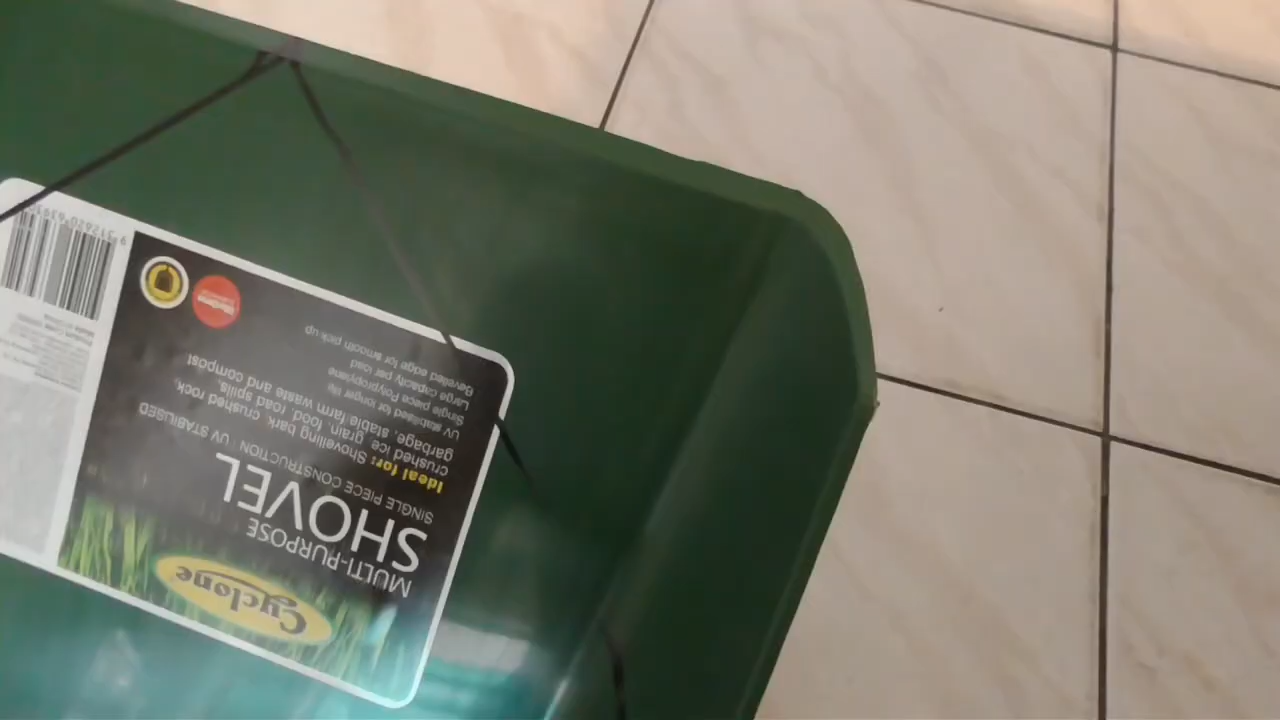 Cyclone
MULTI-PURPOSE
SHOVEL
SINGLE PIECE CONSTRUCTION UV STABILISED
Ideal for: Shovelling bark, crushed rock,
crushed ice, grain, food, road spills,
garbage, stable farm waste and compost
UV stabilised for longer life
Single piece Polypropylene
Large capacity per load
Bevelled edge for smooth pick up